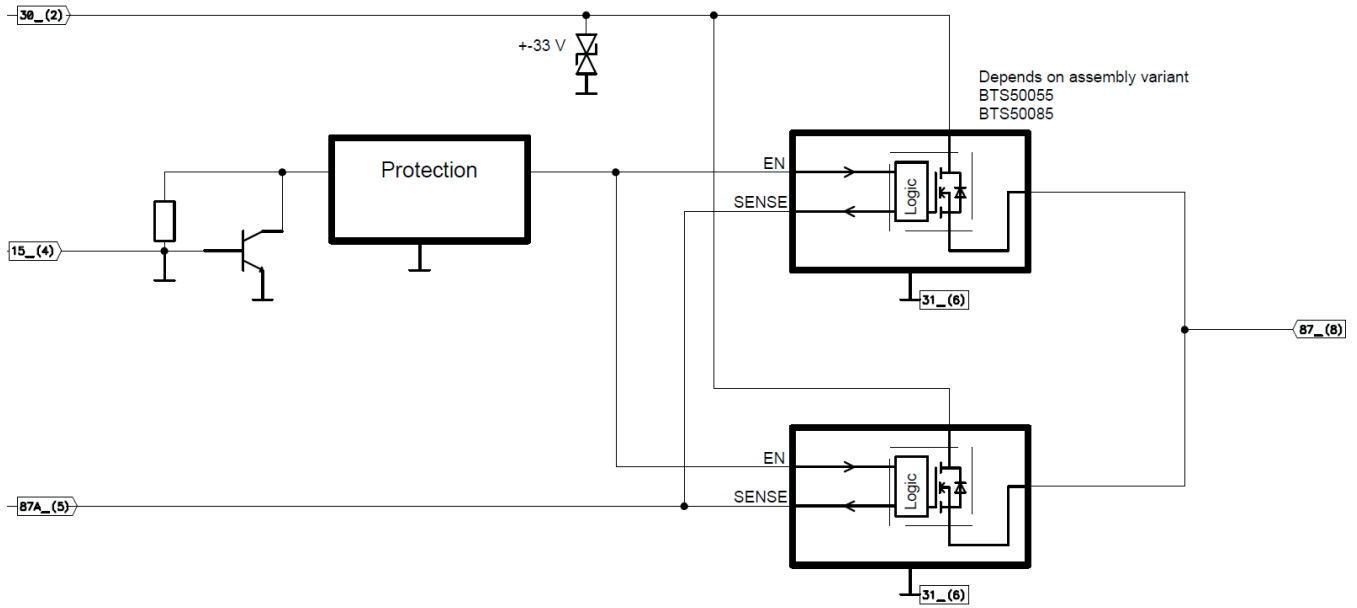 30_(2)
+-33 V
Depends on assembly variant
BTS50055
BTS50085
Protection
EN
SENSE
Logic
15_(4)
31_(6)
87_(8)
EN
SENSE
Logic
87A_(5)
31_(6)